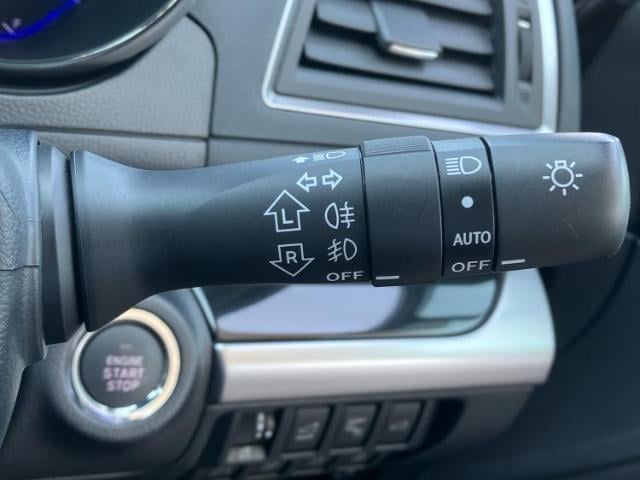 L
R
OFF
AUTO
OFF
ENGINE
START
STOP